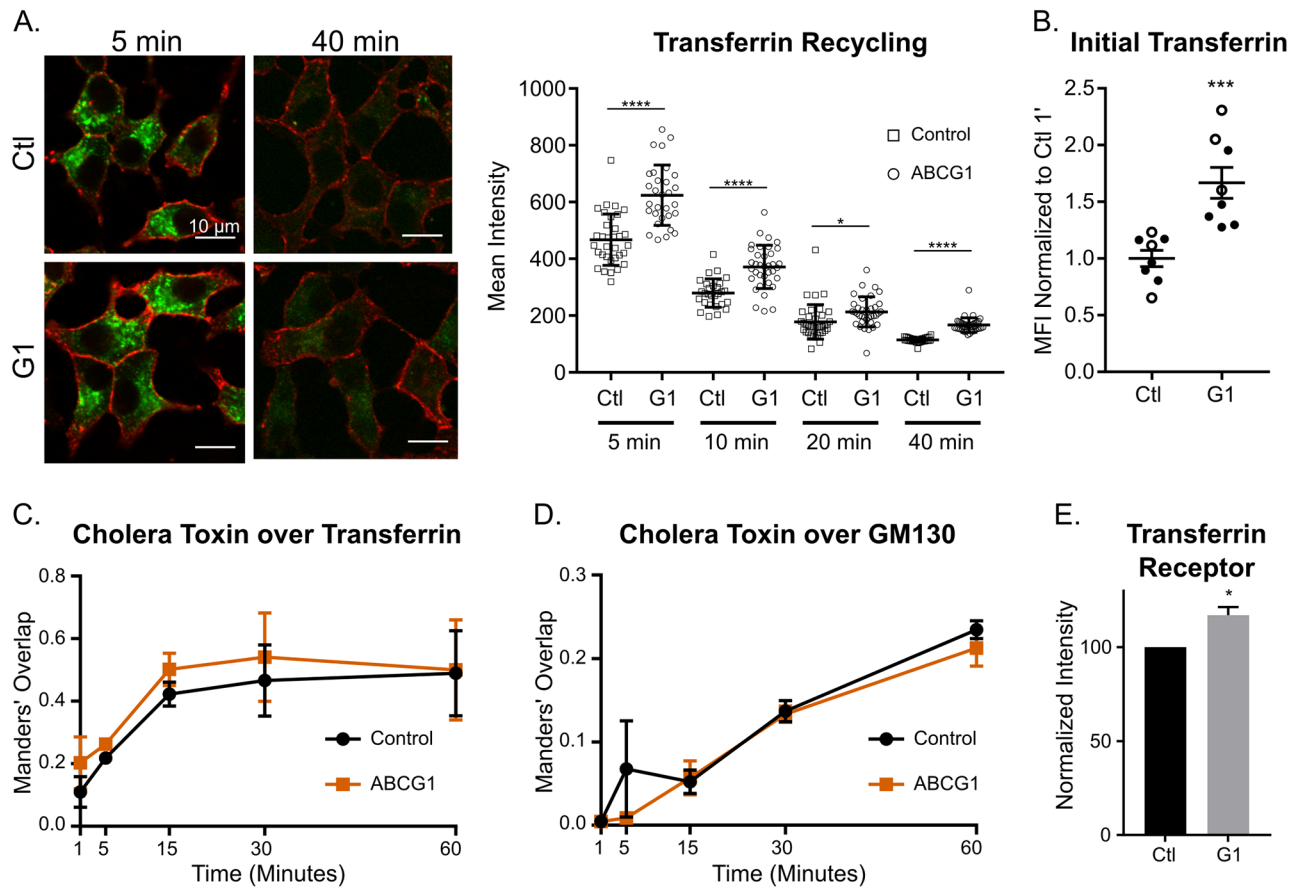 A.
5 min 40 min
Ctl
10 µm
G1
Transferrin Recycling
Mean Intensity
1000
800
600
400
200
0
**** **** * ****
Control
ABCG1
Ctl G1 Ctl G1 Ctl G1 Ctl G1
5 min 10 min 20 min 40 min
B.
Initial Transferrin
MFI Normalized to Ctl 1'
2.5
2.0
1.5
1.0
0.5
0.0
***
Ctl G1
C.
Cholera Toxin over Transferrin
Manders' Overlap
0.8
0.6
0.4
0.2
0.0
Control
ABCG1
1 5 15 30 60
Time (Minutes)
D.
Cholera Toxin over GM130
Manders' Overlap
0.3
0.2
0.1
0.0
Control
ABCG1
1 5 15 30 60
Time (Minutes)
E.
Transferrin
Receptor
Normalized Intensity
100
50
0
*
Ctl G1